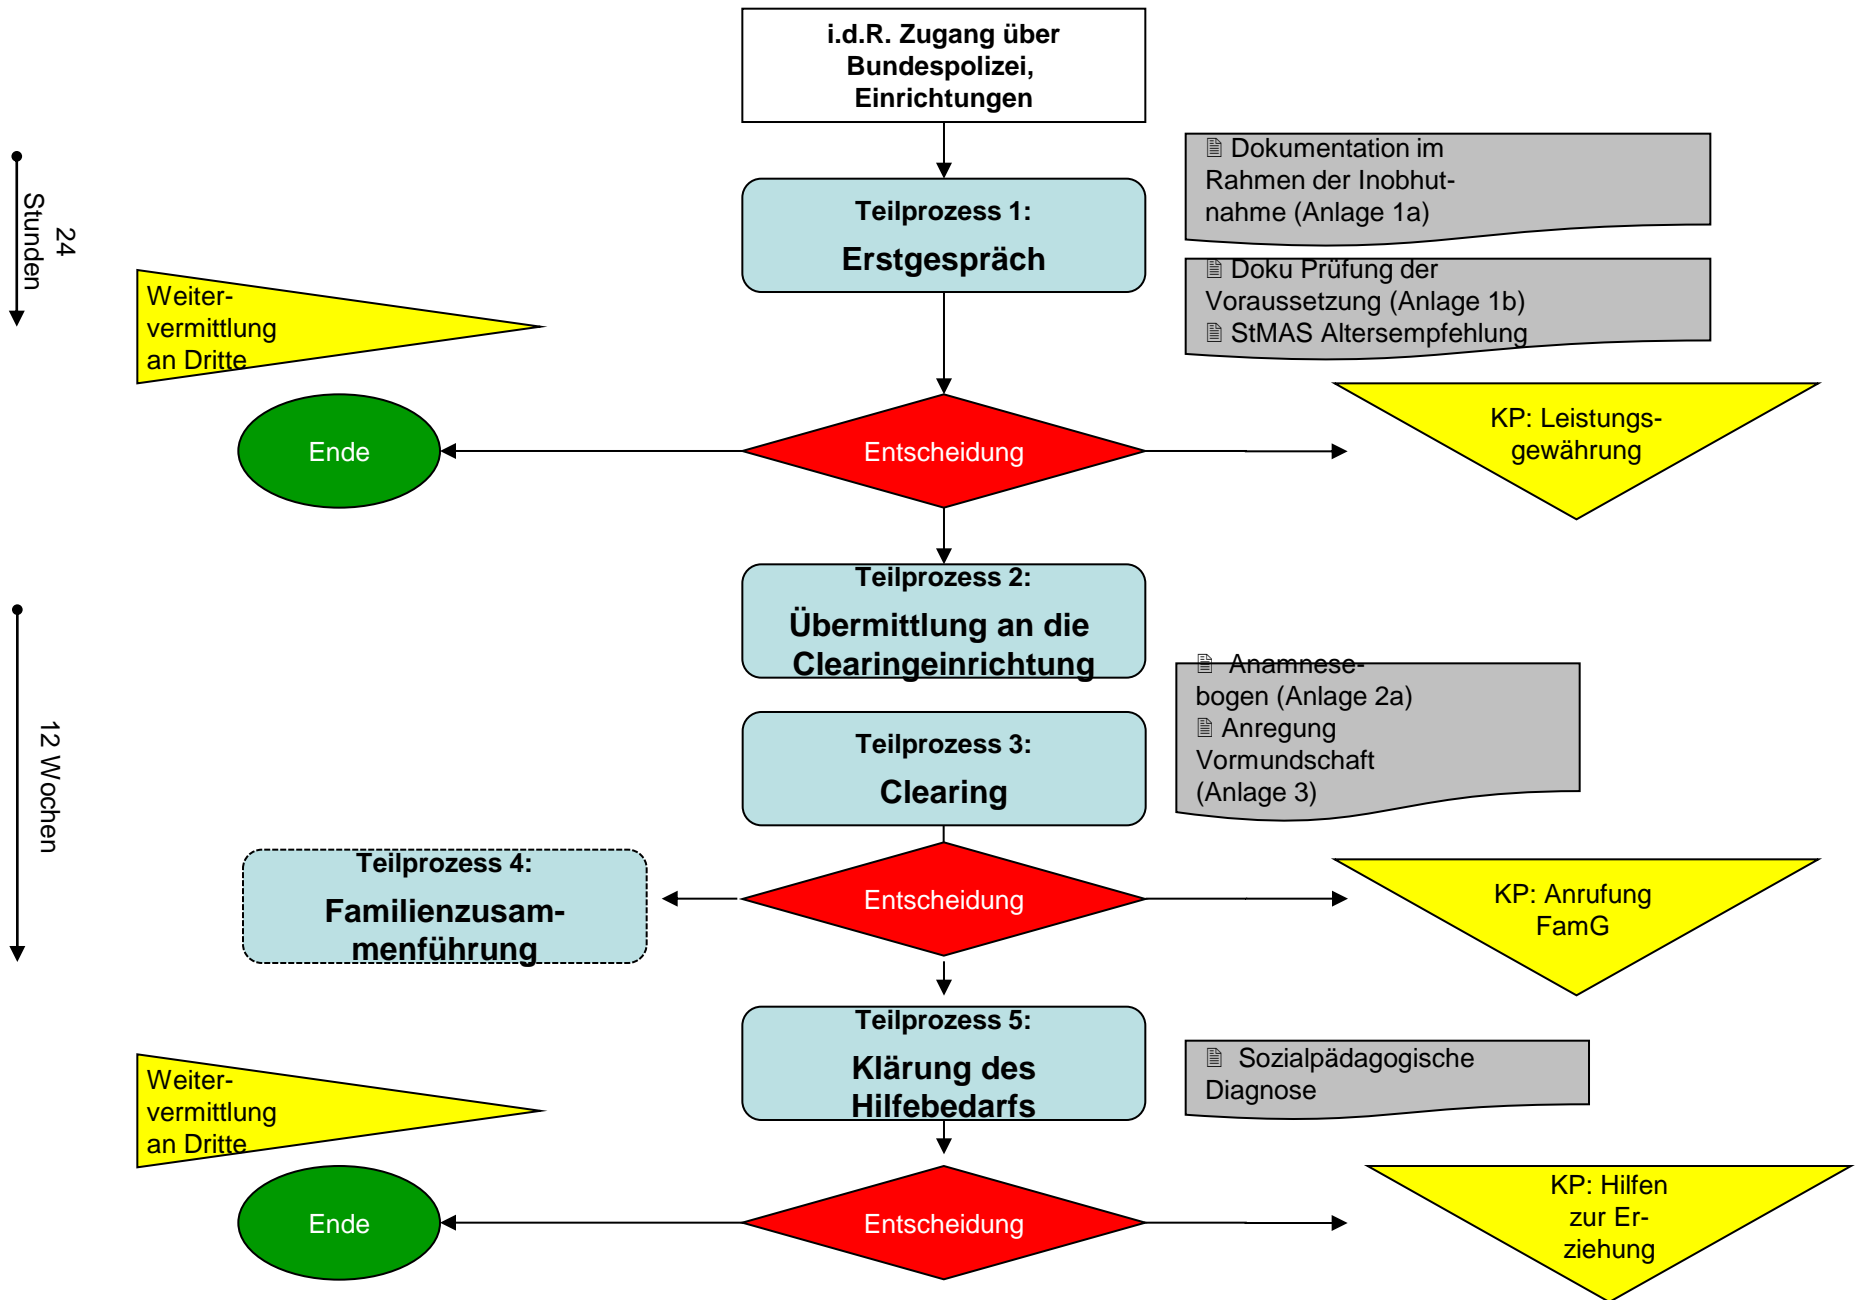 i.d.R. Zugang über
Bundespolizei,
Einrichtungen
24
Stunden
Teilprozess 1:
Erstgespräch
Dokumentation im
Rahmen der Inobhut-
nahme (Anlage 1a)
Doku Prüfung der
Voraussetzung (Anlage 1b)
StMAS Altersempfehlung
Weiter-
vermittlung
an Dritte
Ende
Entscheidung
KP: Leistungs-
gewährung
Teilprozess 2:
Übermittlung an die
Clearingeinrichtung
12 Wochen
Teilprozess 3:
Clearing
Anamnese-
bogen (Anlage 2a)
Anregung
Vormundschaft
(Anlage 3)
Teilprozess 4:
Familienzusam-
menführung
Entscheidung
KP: Anrufung
FamG
Teilprozess 5:
Klärung des
Hilfebedarfs
Sozialpädagogische
Diagnose
Weiter-
vermittlung
an Dritte
Ende
Entscheidung
KP: Hilfen
zur Er-
ziehung